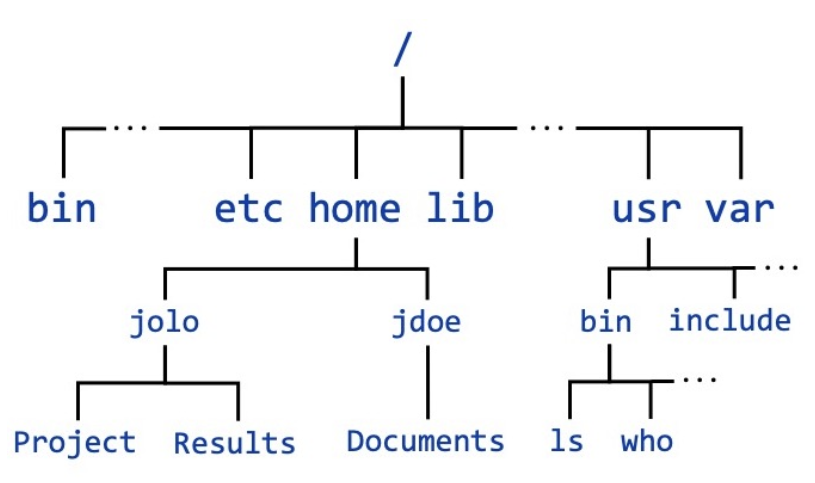 /
... ...
bin etc home lib usr var
...
jolo jdoe bin include
...
Project Results Documents ls who